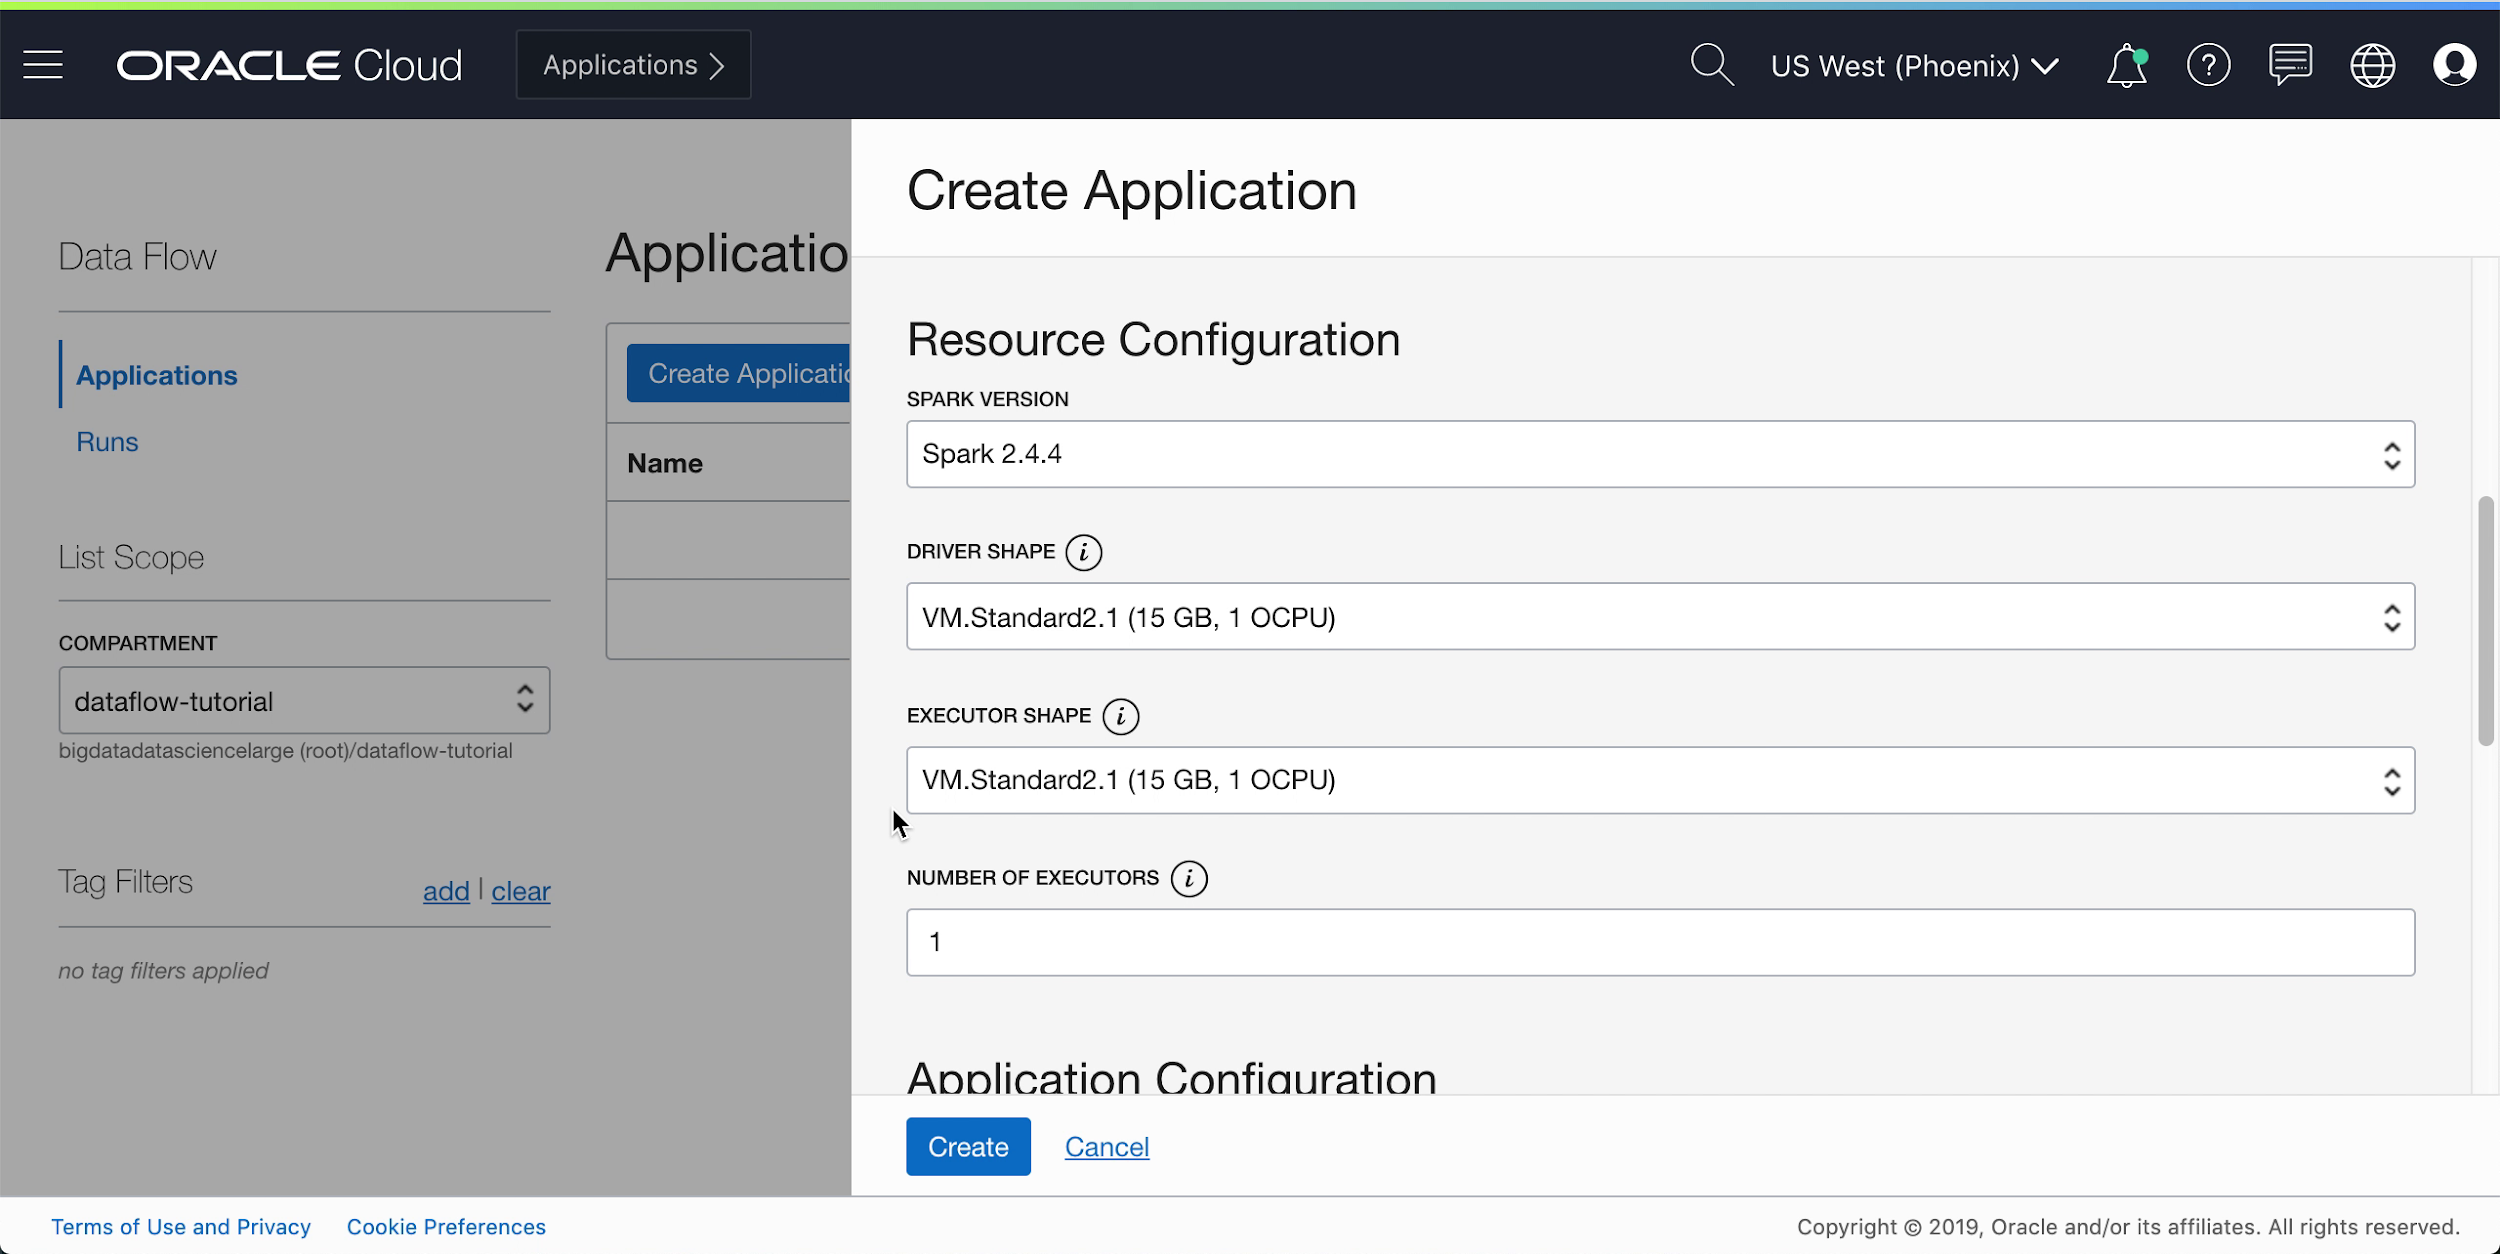 ORACLE Cloud
Applications
US West (Phoenix)
Data Flow
Applications
Runs
List Scope
COMPARTMENT
dataflow-tutorial
bigdatadatasciencelarge (root)/dataflow-tutorial
Tag Filters
add | clear
no tag filters applied
Applicatio
Create Applicatio
Name
Create Application
Resource Configuration
SPARK VERSION
Spark 2.4.4
DRIVER SHAPE
VM.Standard2.1 (15 GB, 1 OCPU)
EXECUTOR SHAPE
VM.Standard2.1 (15 GB, 1 OCPU)
NUMBER OF EXECUTORS
1
Application Configuration
Create
Cancel
Terms of Use and Privacy
Cookie Preferences
Copyright © 2019, Oracle and/or its affiliates. All rights reserved.